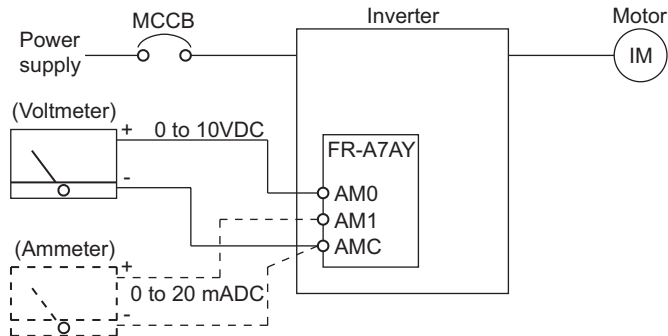 Inverter
Motor
MCCB
Power
supply
IM
(Voltmeter)
+
0 to 10VDC
-
FR-A7AY
AM0
AM1
AMC
(Ammeter)
+
0 to 20 mADC
-